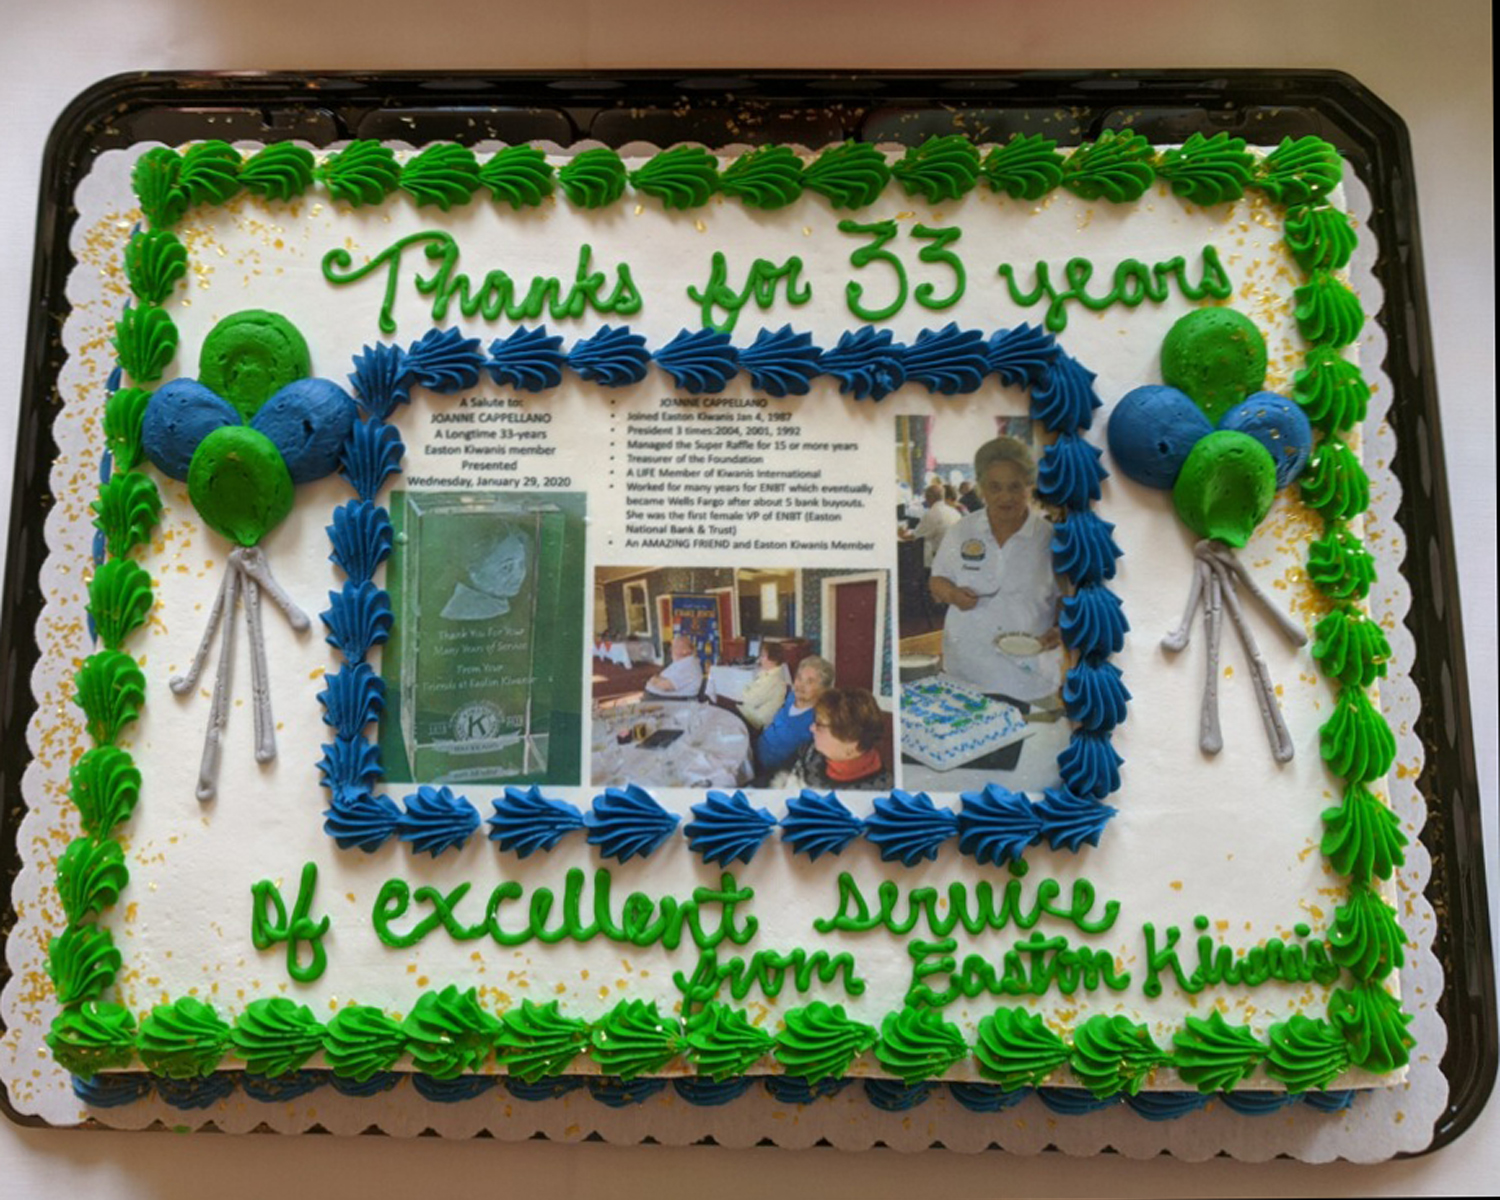 Thanks for 33 years
A Salute to:
JOANNE CAPPELLANO
A Longtime 33-years
Easton Kiwanis member
Presented
Wednesday, January 29, 2020
Thank You For Your
Many Years of Service
From Your
Friends at Easton Kiwanis
K
• JOANNE CAPPELLANO
• Joined Easton Kiwanis Jan 4, 1987
• President 3 times:2004, 2001, 1992
• Managed the Super Raffle for 15 or more years
• Treasurer of the Foundation
• A LIFE Member of Kiwanis International
• Worked for many years for ENBT which eventually
became Wells Fargo after about 5 bank buyouts.
She was the first female VP of ENBT (Easton
National Bank & Trust)
• An AMAZING FRIEND and Easton Kiwanis Member
of excellent service
from Easton Kiwanis